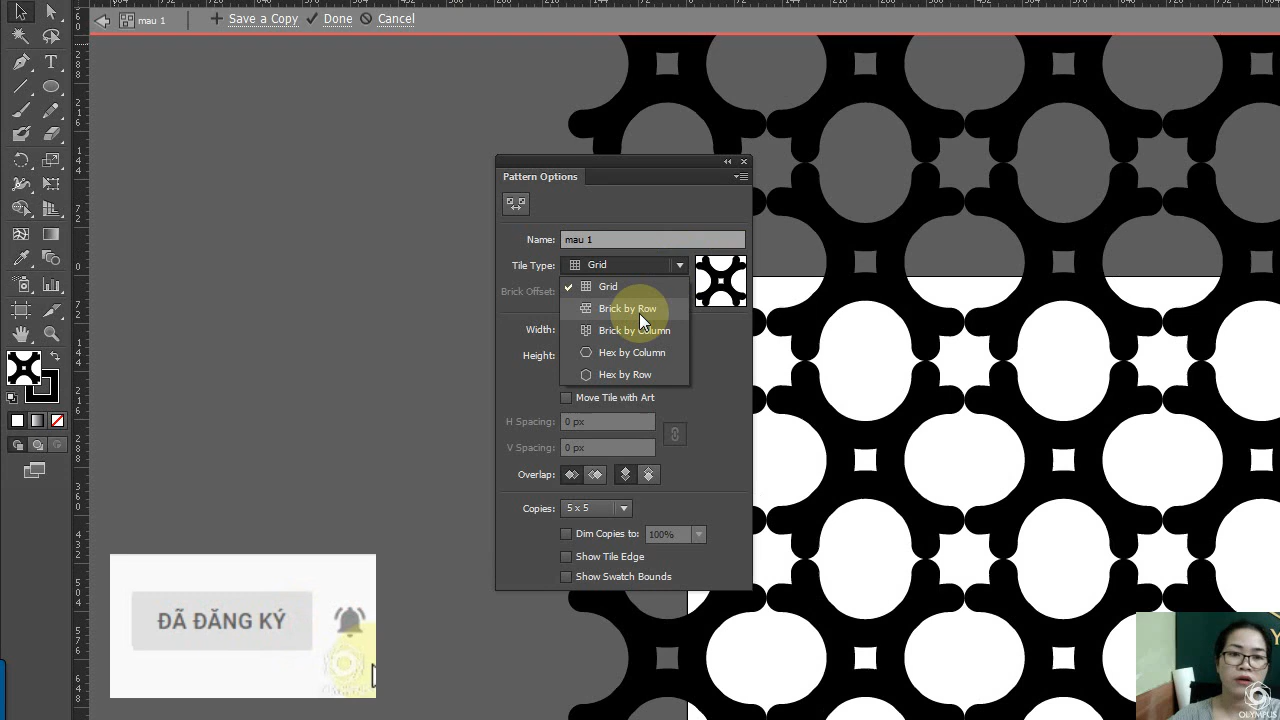 mau 1
Save a Copy
Done
Cancel
Pattern Options
Name:
mau 1
Tile Type:
Grid
Grid
Brick Offset:
Brick by Row
Width:
Brick by Column
Height:
Hex by Column
Hex by Row
Move Tile with Art
H Spacing:
0 px
V Spacing:
0 px
Overlap:
Copies:
5 x 5
Dim Copies to:
100%
Show Tile Edge
Show Swatch Bounds
ĐÃ ĐĂNG KÝ
OLYMPUS